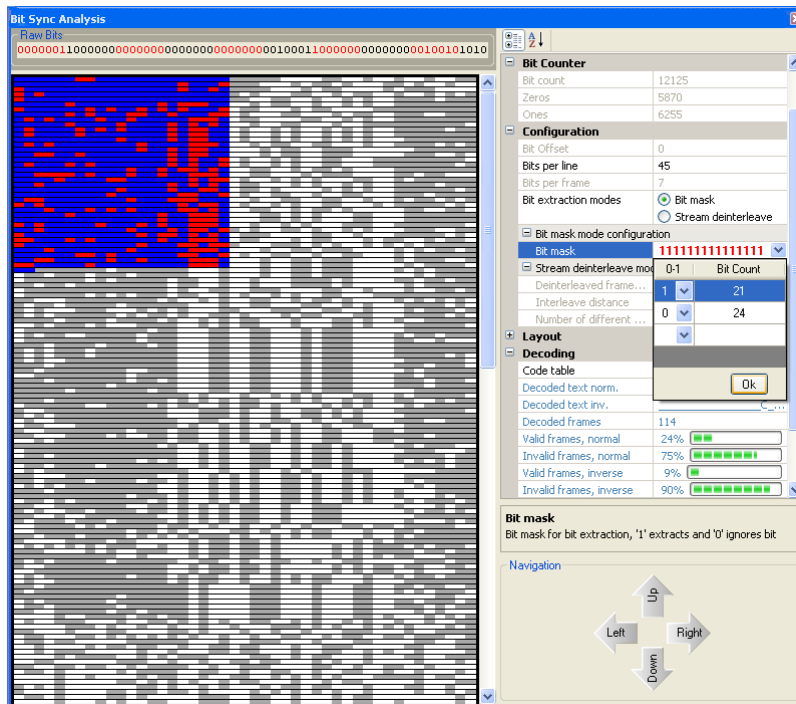 Bit Sync Analysis
Raw Bits
00000011000000000000000000000000000001000110000000000000000100101010
Bit Counter
Bit count 12125
Zeros 5870
Ones 6255
Configuration
Bit Offset 0
Bits per line 45
Bits per frame 7
Bit extraction modes Bit mask
Stream deinterleave
Bit mask mode configuration
Bit mask 111111111111111
Stream deinterleave mod
Deinterleaved frame...
Interleave distance
Number of different ...
0-1 Bit Count
1 21
0 24
Ok
Layout
Decoding
Code table
Decoded text norm.
Decoded text inv. C_...
Decoded frames 114
Valid frames, normal 24%
Invalid frames, normal 75%
Valid frames, inverse 9%
Invalid frames, inverse 90%
Bit mask
Bit mask for bit extraction, '1' extracts and '0' ignores bit
Navigation
Up
Left Right
Down